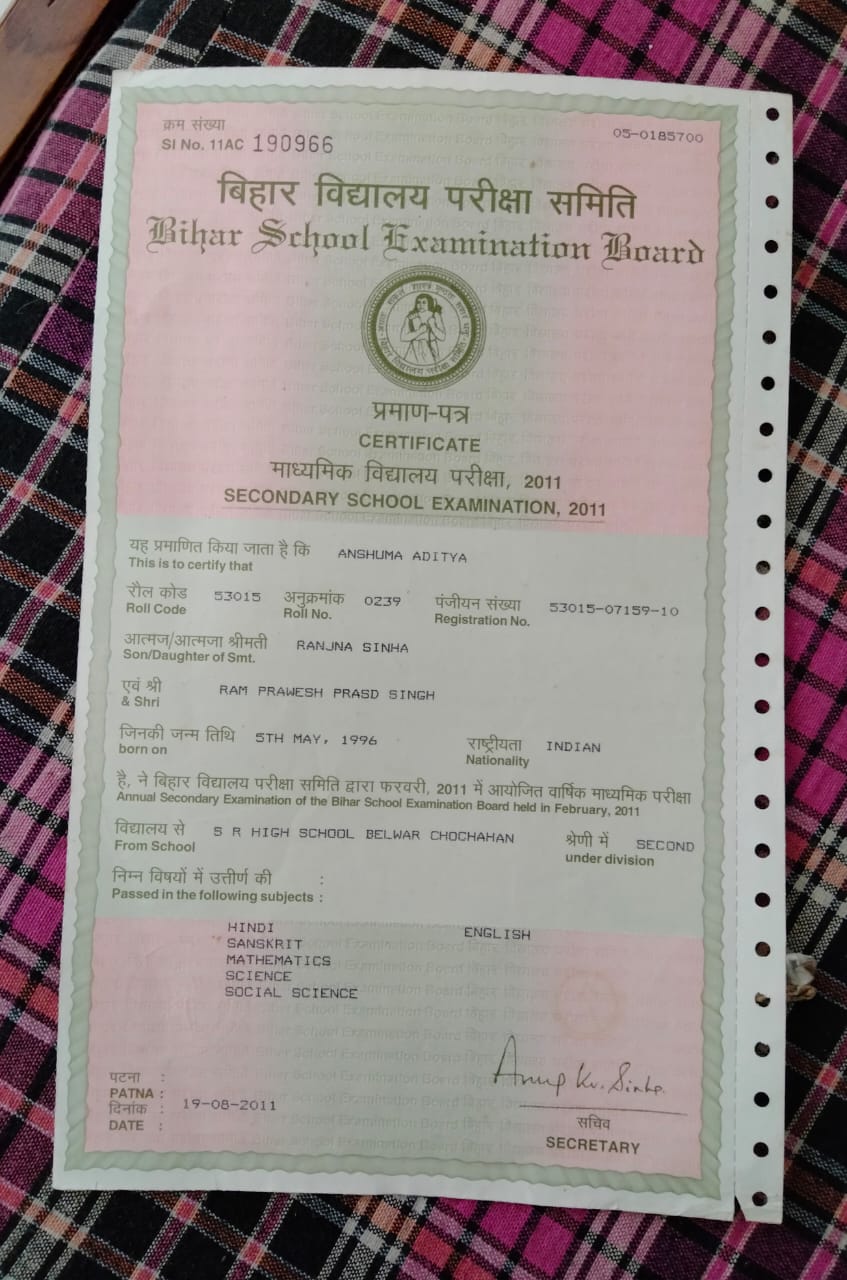 क्रम संख्या
SI No. 11AC 190966
05-0185700
बिहार विद्यालय परीक्षा समिति
Bihar School Examination Board
प्रमाण-पत्र
CERTIFICATE
माध्यमिक विद्यालय परीक्षा, 2011
SECONDARY SCHOOL EXAMINATION, 2011
यह प्रमाणित किया जाता है कि ANSHUMA ADITYA
This is to certify that
रौल कोड 53015 अनुक्रमांक 0239 पंजीयन संख्या 53015-07159-10
Roll Code Roll No. Registration No.
आत्मज/आत्मजा श्रीमती RANJNA SINHA
Son/Daughter of Smt.
एवं श्री RAM PRAWESH PRASD SINGH
& Shri
जिनकी जन्म तिथि 5TH MAY, 1996 राष्ट्रीयता INDIAN
born on Nationality
है, ने बिहार विद्यालय परीक्षा समिति द्वारा फरवरी, 2011 में आयोजित वार्षिक माध्यमिक परीक्षा
Annual Secondary Examination of the Bihar School Examination Board held in February, 2011
विद्यालय से S R HIGH SCHOOL BELWAR CHOCHAHAN श्रेणी में SECOND
From School under division
निम्न विषयों में उत्तीर्ण की :
Passed in the following subjects :
HINDI ENGLISH
SANSKRIT
MATHEMATICS
SCIENCE
SOCIAL SCIENCE
Anup Kr. Sinha.
पटना :
PATNA :
दिनांक : 19-08-2011
DATE :
सचिव
SECRETARY